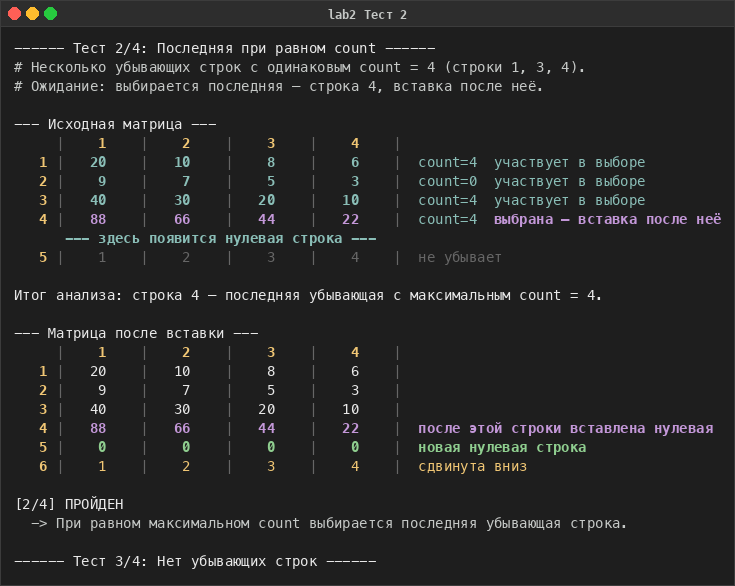 lab2 Тест 2
—————— Тест 2/4: Последняя при равном count ——————
# Несколько убывающих строк с одинаковым count = 4 (строки 1, 3, 4).
# Ожидание: выбирается последняя — строка 4, вставка после неё.
——— Исходная матрица ———
| 1 | 2 | 3 | 4 |
1 | 20 | 10 | 8 | 6 | count=4 участвует в выборе
2 | 9 | 7 | 5 | 3 | count=0 участвует в выборе
3 | 40 | 30 | 20 | 10 | count=4 участвует в выборе
4 | 88 | 66 | 44 | 22 | count=4 выбрана — вставка после неё
——— здесь появится нулевая строка ———
5 | 1 | 2 | 3 | 4 | не убывает
Итог анализа: строка 4 — последняя убывающая с максимальным count = 4.
——— Матрица после вставки ———
| 1 | 2 | 3 | 4 |
1 | 20 | 10 | 8 | 6 |
2 | 9 | 7 | 5 | 3 |
3 | 40 | 30 | 20 | 10 |
4 | 88 | 66 | 44 | 22 | после этой строки вставлена нулевая
5 | 0 | 0 | 0 | 0 | новая нулевая строка
6 | 1 | 2 | 3 | 4 | сдвинута вниз
[2/4] ПРОЙДЕН
—> При равном максимальном count выбирается последняя убывающая строка.
—————— Тест 3/4: Нет убывающих строк ——————